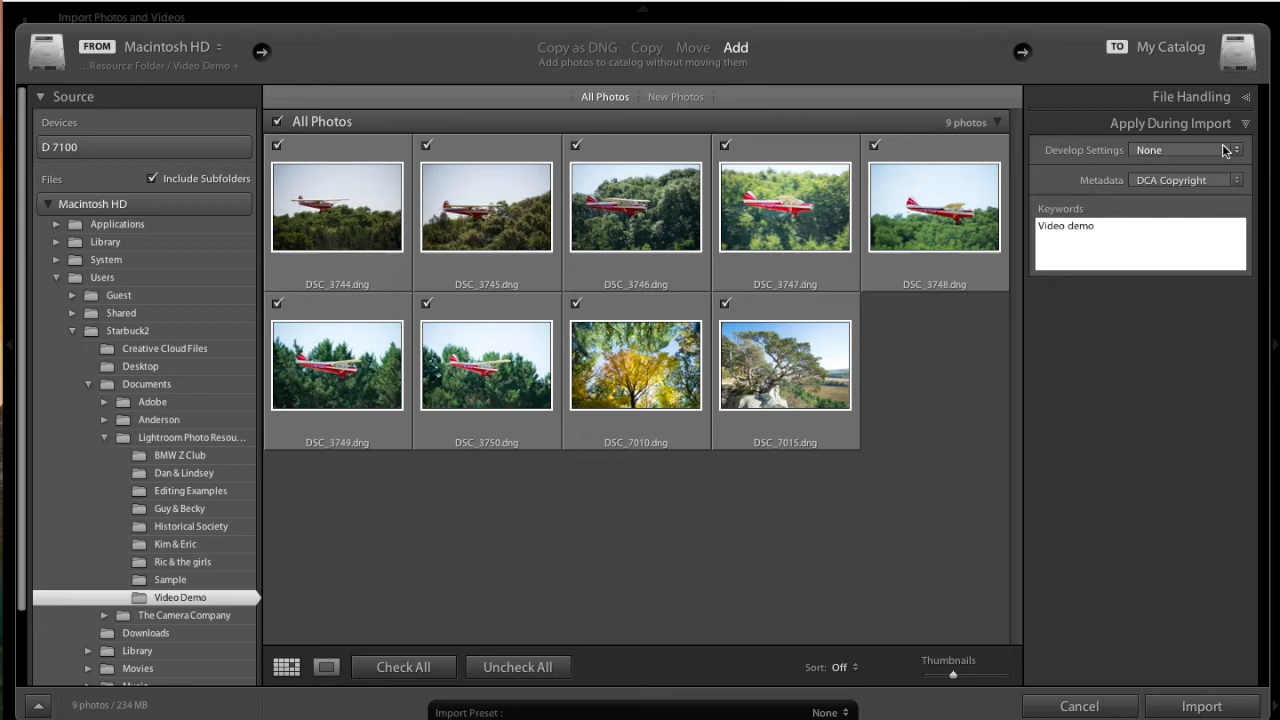 Import Photos and Videos
FROM Macintosh HD
...Resource Folder / Video Demo +
Copy as DNG Copy Move Add
Add photos to catalog without moving them
TO My Catalog
Source
Devices
D 7100
Files Include Subfolders
Macintosh HD
Applications
Library
System
Users
Guest
Shared
Starbuck2
Creative Cloud Files
Desktop
Documents
Adobe
Anderson
Lightroom Photo Resou...
BMW Z Club
Dan & Lindsey
Editing Examples
Guy & Becky
Historical Society
Kim & Eric
Ric & the girls
Sample
Video Demo
The Camera Company
Downloads
Library
Movies
All Photos New Photos
All Photos 9 photos
DSC_3744.dng DSC_3745.dng DSC_3746.dng DSC_3747.dng DSC_3748.dng
DSC_3749.dng DSC_3750.dng DSC_7010.dng DSC_7015.dng
Check All Uncheck All Sort: Off Thumbnails
File Handling
Apply During Import
Develop Settings None
Metadata DCA Copyright
Keywords
Video demo
9 photos / 234 MB
Import Preset : None
Cancel Import